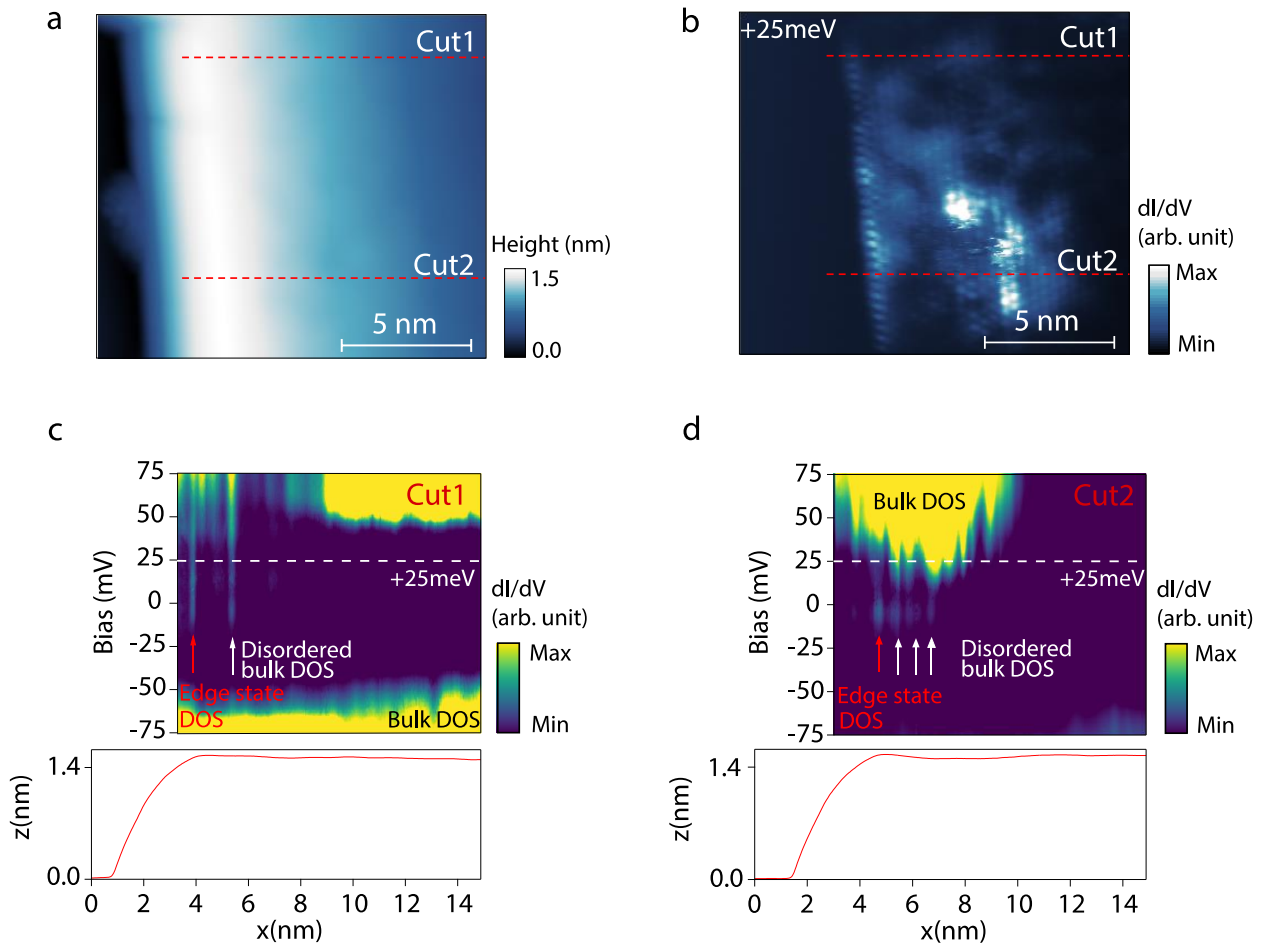 a
Cut1
Cut2
5 nm
Height (nm)
1.5
0.0
b
+25meV
Cut1
Cut2
5 nm
dI/dV
(arb. unit)
Max
Min
c
75
50
25
0
-25
-50
-75
Bias (mV)
Cut1
+25meV
Disordered
bulk DOS
Edge state
DOS
Bulk DOS
dI/dV
(arb. unit)
Max
Min
1.4
0.0
z(nm)
0 2 4 6 8 10 12 14
x(nm)
d
75
50
25
0
-25
-50
-75
Bias (mV)
Bulk DOS
Cut2
+25meV
Disordered
bulk DOS
Edge state
DOS
dI/dV
(arb. unit)
Max
Min
1.4
0.0
z(nm)
0 2 4 6 8 10 12 14
x(nm)